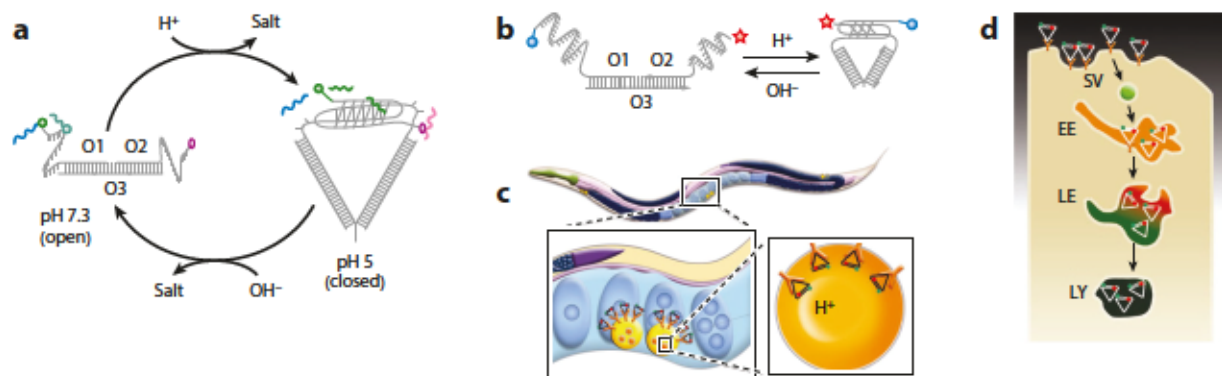 a
H⁺ Salt
O1 O2
O3
pH 7.3
(open)
pH 5
(closed)
Salt OH⁻
b
O1 O2
O3
H⁺
OH⁻
c
H⁺
d
SV
EE
LE
LY